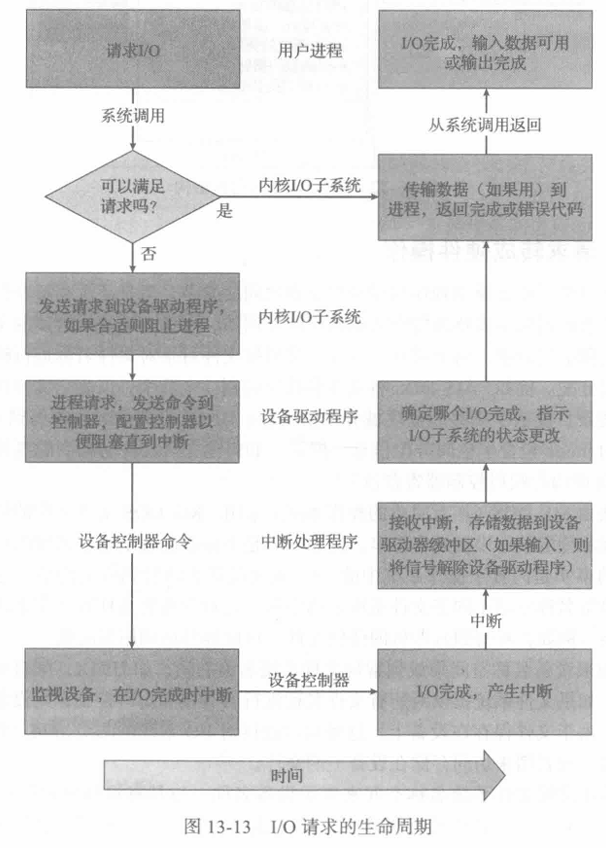 请求I/O
用户进程
I/O完成，输入数据可用
或输出完成
系统调用
从系统调用返回
可以满足
请求吗？
是
内核I/O子系统
传输数据（如果用）到
进程，返回完成或错误代码
否
发送请求到设备驱动程序，
如果合适则阻止进程
内核I/O子系统
进程请求，发送命令到
控制器，配置控制器以
便阻塞直到中断
设备驱动程序
确定哪个I/O完成，指示
I/O子系统的状态更改
设备控制器命令
中断处理程序
接收中断，存储数据到设备
驱动器缓冲区（如果输入，则
将信号解除设备驱动程序）
中断
监视设备，在I/O完成时中断
设备控制器
I/O完成，产生中断
时间
图 13-13 I/O 请求的生命周期